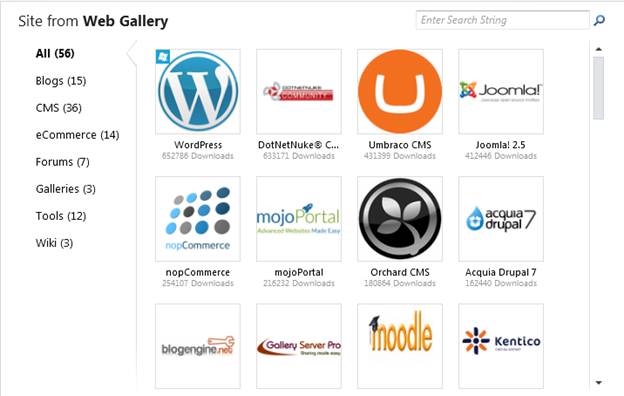 Site from Web Gallery
Enter Search String
All (56)
Blogs (15)
CMS (36)
eCommerce (14)
Forums (7)
Galleries (3)
Tools (12)
Wiki (3)
WordPress
652786 Downloads
DOTNETNUKE
COMMUNITY
DotNetNuke® C...
633171 Downloads
Umbraco CMS
431399 Downloads
Joomla!
Joomla! 2.5
412446 Downloads
nopCommerce
nopCommerce
254107 Downloads
mojoPortal
Advanced Websites Made Easy
mojoPortal
216232 Downloads
Orchard CMS
180864 Downloads
acquia
drupal 7
Acquia Drupal 7
162440 Downloads
blogengine.net
Gallery Server Pro
Sharing made easy
moodle
Kentico